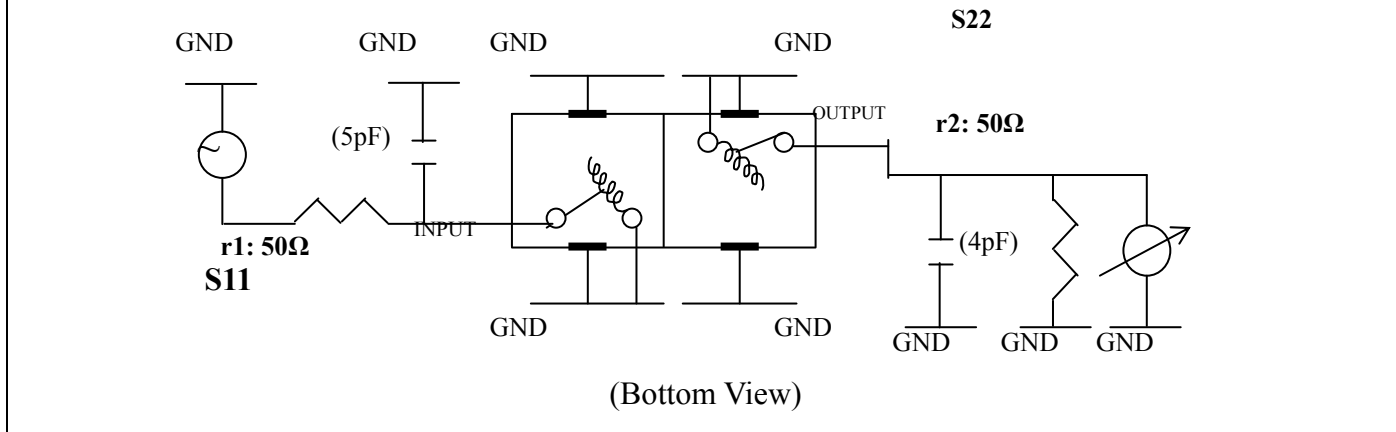 S22
GND
GND
GND
GND
OUTPUT
r2: 50Ω
(5pF)
INPUT
r1: 50Ω
S11
(4pF)
GND
GND
GND
GND
GND
(Bottom View)